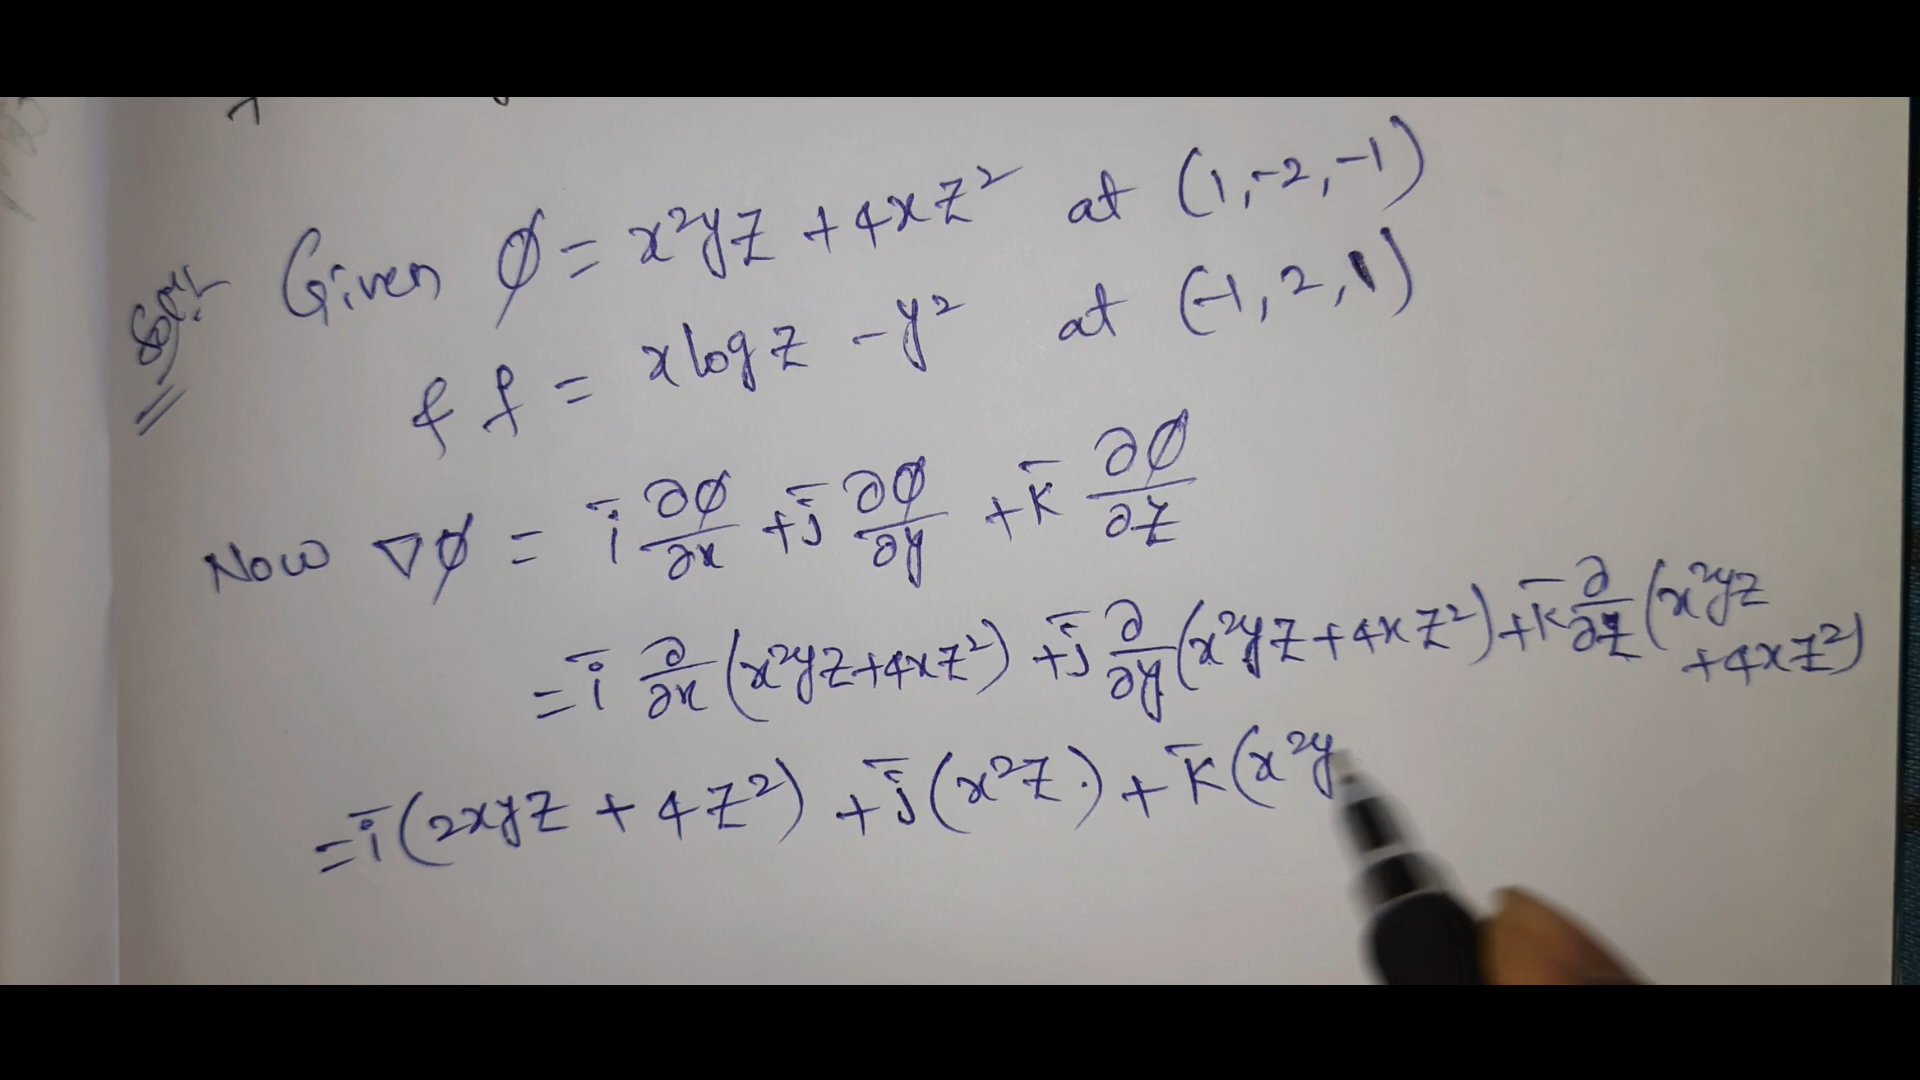 Sol:- Given ∅ = x²yz + 4xz² at (1,-2,-1)
& f = x log z - y² at (-1, 2, 1)
Now ∇∅ = i̅ ∂∅/∂x + j̅ ∂∅/∂y + k̅ ∂∅/∂z
= i̅ ∂/∂x (x²yz+4xz²) + j̅ ∂/∂y (x²yz+4xz²) + k̅ ∂/∂z (x²yz
+4xz²)
= i̅ (2xyz + 4z²) + j̅ (x²z.) + k̅ (x²y